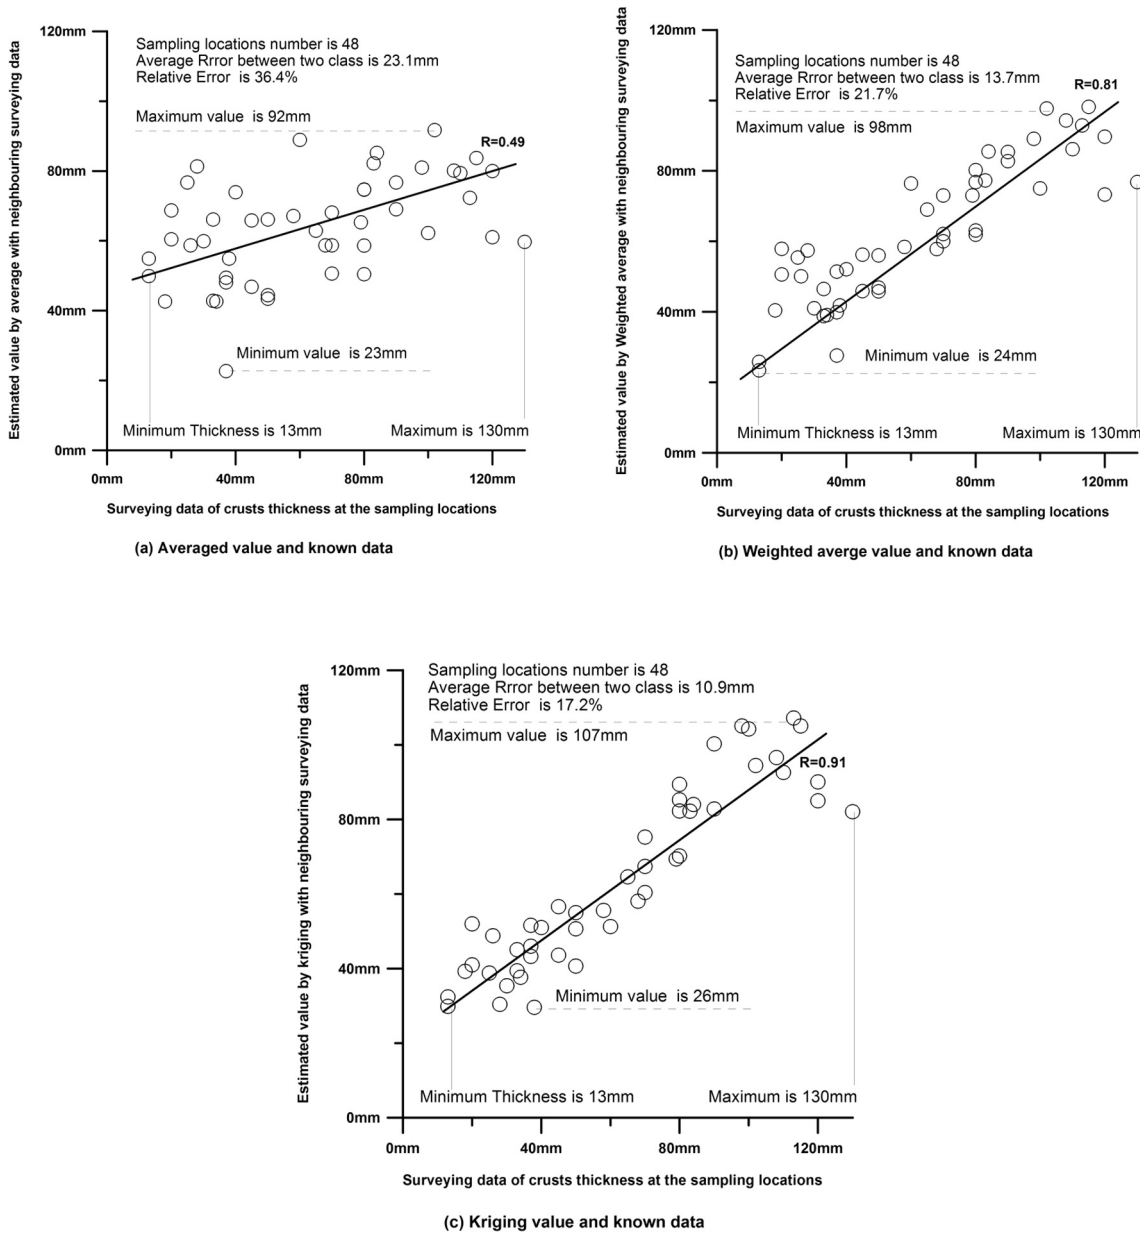 120mm
Sampling locations number is 48
Average Rrror between two class is 23.1mm
Relative Error  is 36.4%
Maximum value  is 92mm
R=0.49
80mm
40mm
Minimum value  is 23mm
Minimum Thickness is 13mm
Maximum is 130mm
0mm
0mm
40mm
80mm
120mm
Estimated value by average with neighbouring surveying data
Surveying data of crusts thickness at the sampling locations
(a) Averaged value and known data
120mm
Sampling locations number is 48
Average Rrror between two class is 13.7mm
Relative Error  is 21.7%
R=0.81
Maximum value  is 98mm
80mm
40mm
Minimum value  is 24mm
Minimum Thickness is 13mm
Maximum is 130mm
0mm
0mm
40mm
80mm
120mm
Estimated value by Weighted average with neighbouring surveying data
Surveying data of crusts thickness at the sampling locations
(b) Weighted averge value and known data
120mm
Sampling locations number is 48
Average Rrror between two class is 10.9mm
Relative Error  is 17.2%
Maximum value  is 107mm
R=0.91
80mm
40mm
Minimum value  is 26mm
Minimum Thickness is 13mm
Maximum is 130mm
0mm
0mm
40mm
80mm
120mm
Estimated value by kriging with neighbouring surveying data
Surveying data of crusts thickness at the sampling locations
(c) Kriging value and known data